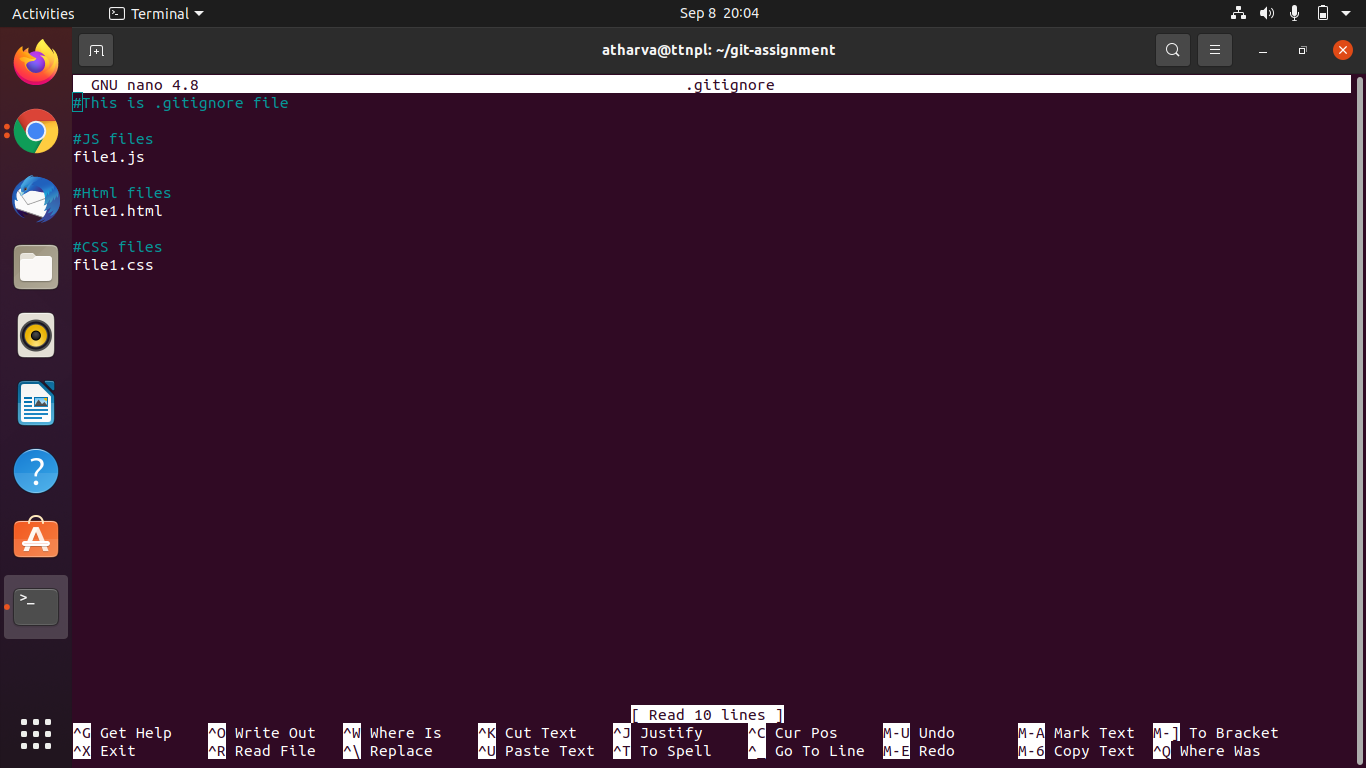 Activities Terminal Sep 8 20:04
atharva@ttnpl: ~/git-assignment
GNU nano 4.8 .gitignore
#This is .gitignore file
#JS files
file1.js
#Html files
file1.html
#CSS files
file1.css
[ Read 10 lines ]
^G Get Help ^O Write Out ^W Where Is ^K Cut Text ^J Justify ^C Cur Pos M-U Undo M-A Mark Text M-] To Bracket
^X Exit ^R Read File ^\ Replace ^U Paste Text ^T To Spell ^_ Go To Line M-E Redo M-6 Copy Text ^Q Where Was